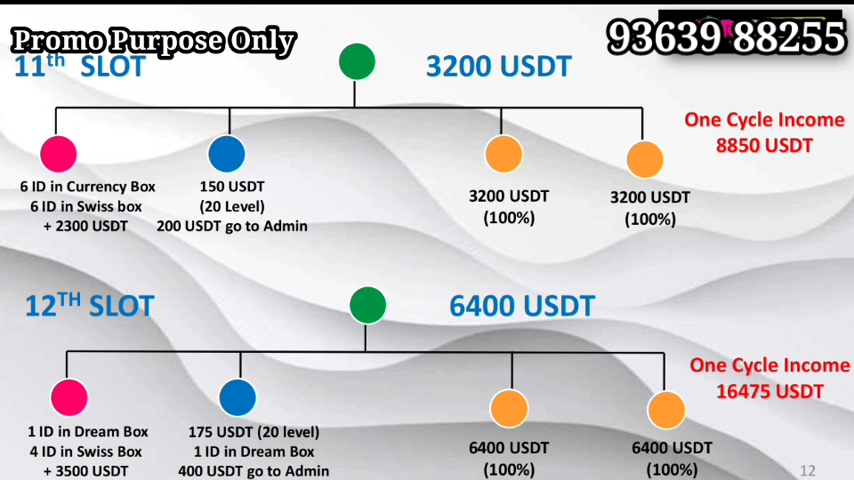 Promo Purpose Only
93639 88255
11th SLOT
3200 USDT
One Cycle Income
8850 USDT
6 ID in Currency Box
6 ID in Swiss box
+ 2300 USDT
150 USDT
(20 Level)
200 USDT go to Admin
3200 USDT
(100%)
3200 USDT
(100%)
12TH SLOT
6400 USDT
One Cycle Income
16475 USDT
1 ID in Dream Box
4 ID in Swiss Box
+ 3500 USDT
175 USDT (20 level)
1 ID in Dream Box
400 USDT go to Admin
6400 USDT
(100%)
6400 USDT
(100%)
12